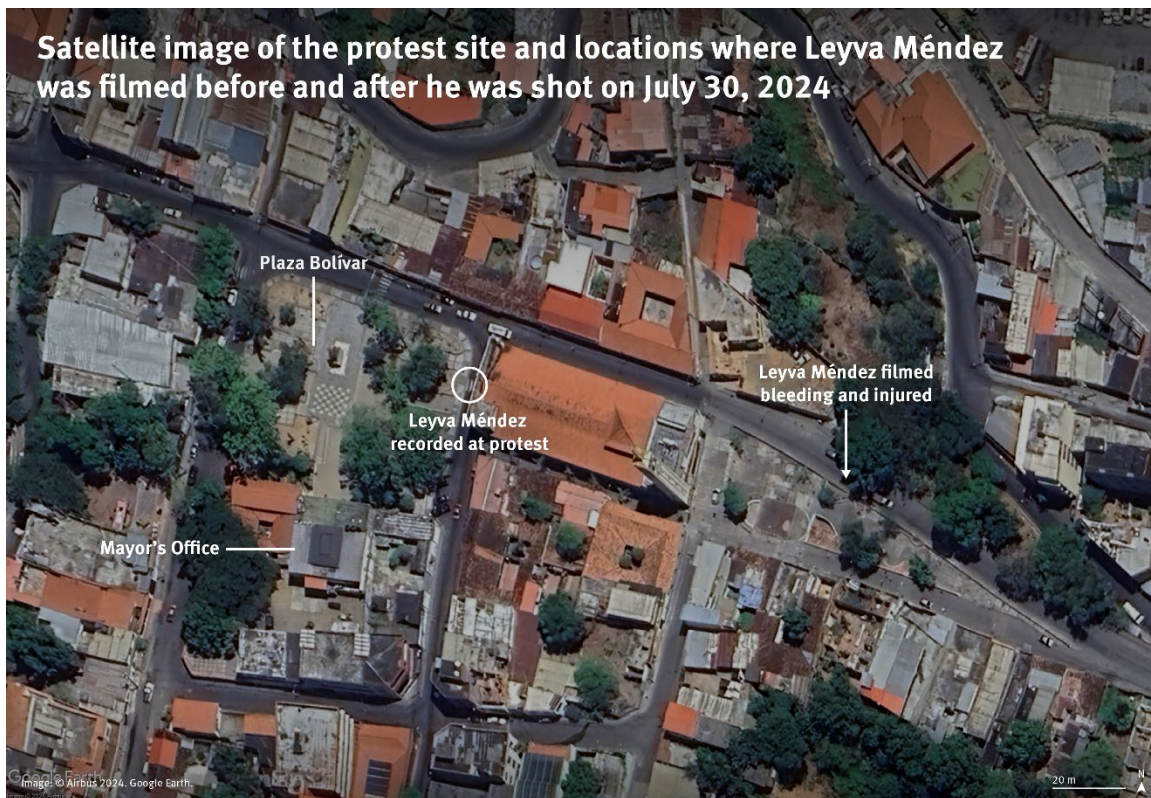 Satellite image of the protest site and locations where Leyva Méndez
was filmed before and after he was shot on July 30, 2024
Plaza Bolívar
Leyva Méndez filmed
bleeding and injured
Leyva Méndez
recorded at protest
Mayor's Office
Google Earth
Image: © Airbus 2024. Google Earth.
20 m
N